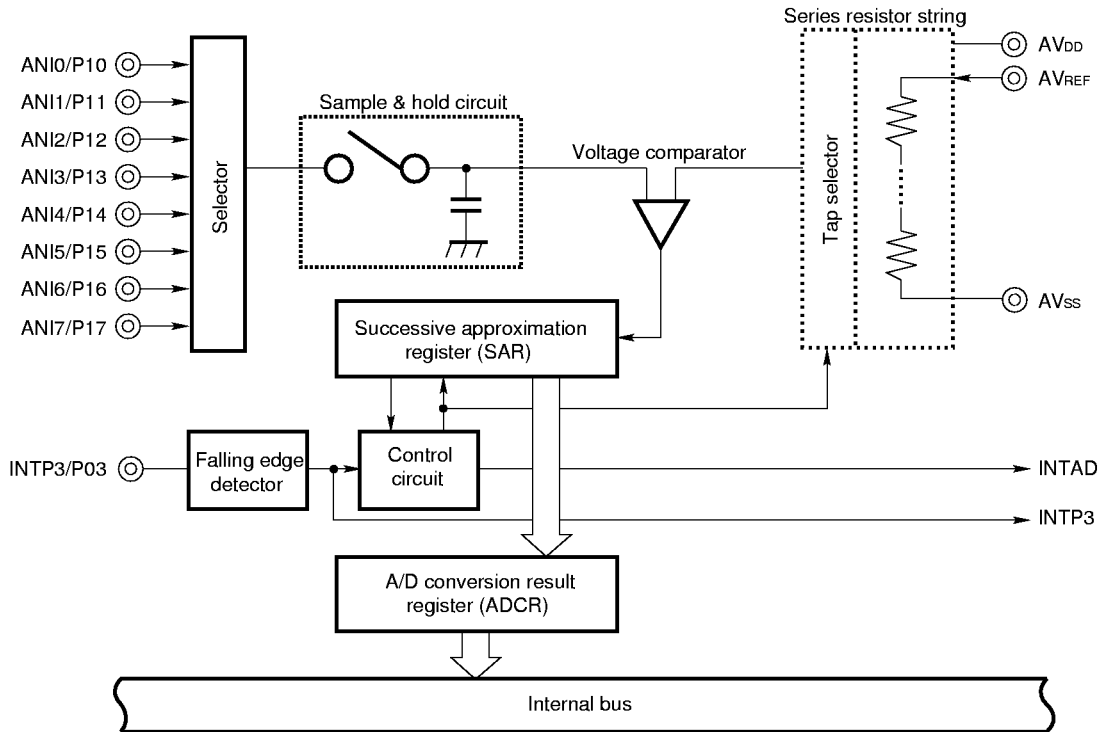 Series resistor string
ANI0/P10
ANI1/P11
ANI2/P12
ANI3/P13
ANI4/P14
ANI5/P15
ANI6/P16
ANI7/P17
Selector
Sample & hold circuit
Voltage comparator
Tap selector
AVDD
AVREF
AVSS
Successive approximation
register (SAR)
INTP3/P03
Falling edge
detector
Control
circuit
INTAD
INTP3
A/D conversion result
register (ADCR)
Internal bus